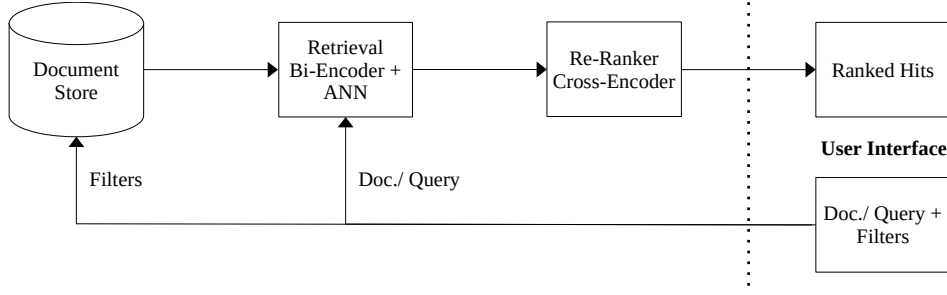 Document
Store
Retrieval
Bi-Encoder +
ANN
Re-Ranker
Cross-Encoder
Ranked Hits
User Interface
Filters
Doc./ Query
Doc./ Query +
Filters